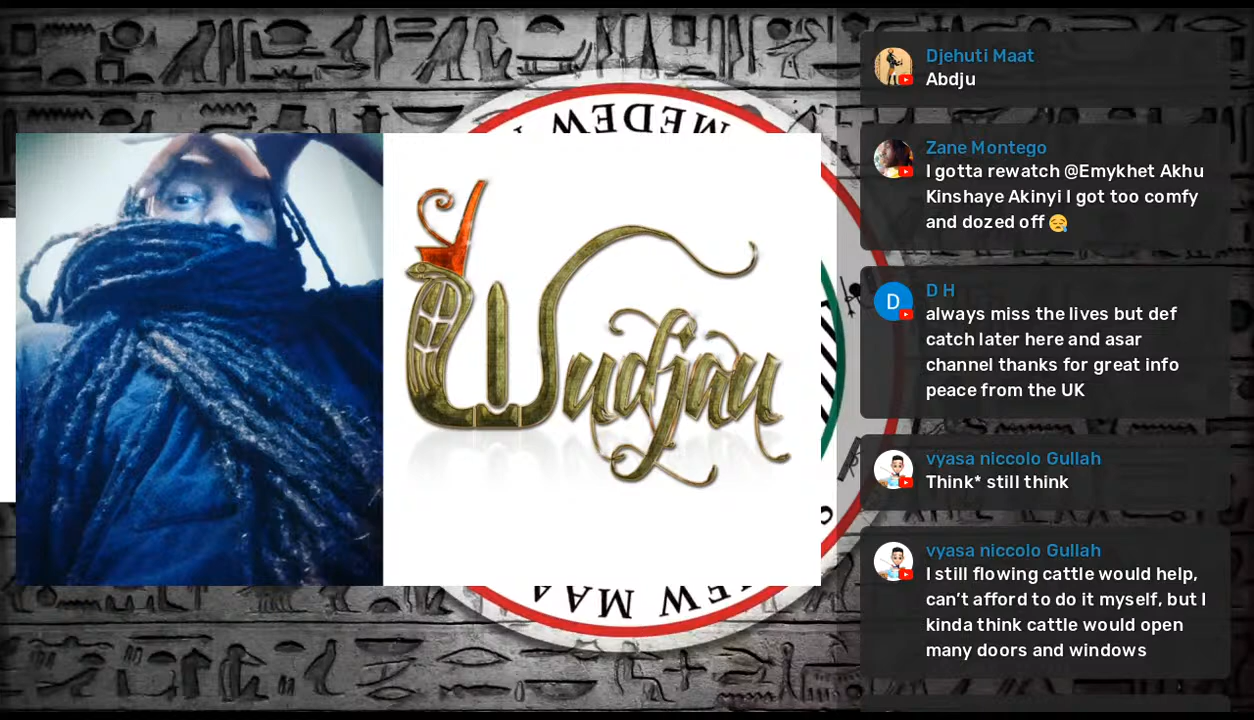 MEDEW
Wudjau
Djehuti Maat
Abdju
Zane Montego
I gotta rewatch @Emykhet Akhu
Kinshaye Akinyi I got too comfy
and dozed off 😪
D
D H
always miss the lives but def
catch later here and asar
channel thanks for great info
peace from the UK
vyasa niccolo Gullah
Think* still think
vyasa niccolo Gullah
I still flowing cattle would help,
can't afford to do it myself, but I
kinda think cattle would open
many doors and windows